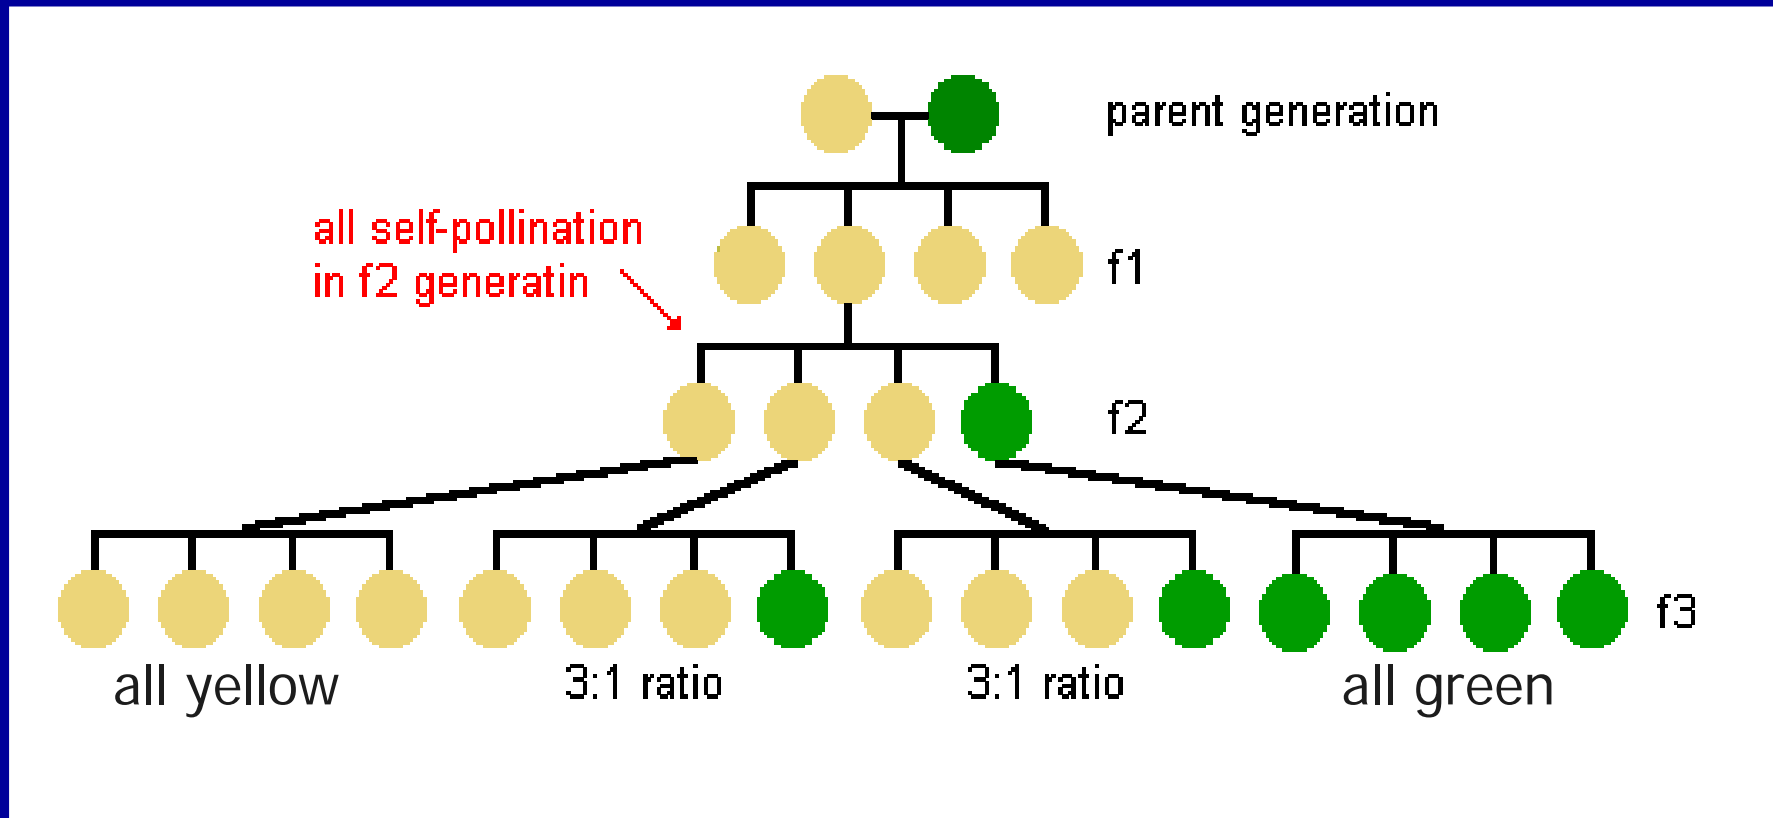 parent generation
all self-pollination
in f2 generatin
f1
f2
f3
all yellow
3:1 ratio
3:1 ratio
all green